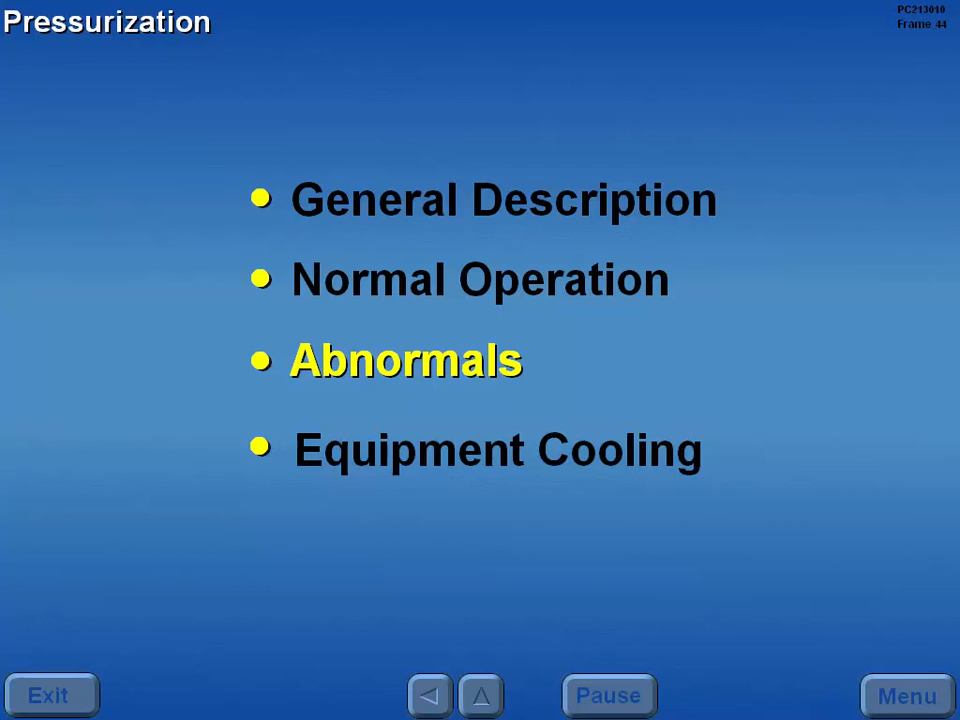 Pressurization
PC213010
Frame 44
General Description
Normal Operation
Abnormals
Equipment Cooling
Exit
Pause
Menu